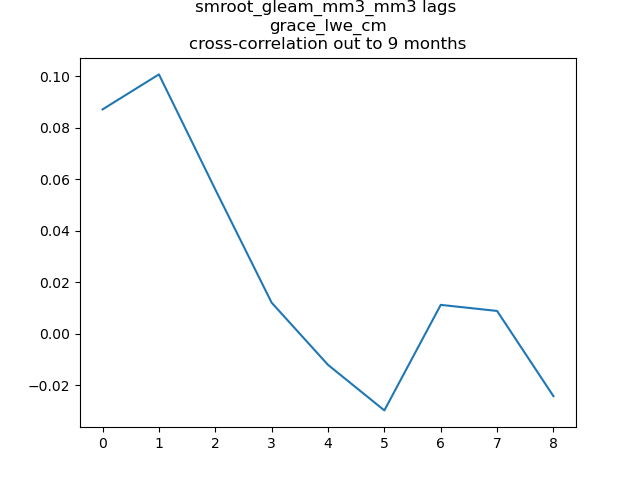 smroot_gleam_mm3_mm3 lags
grace_lwe_cm
cross-correlation out to 9 months
0.10
0.08
0.06
0.04
0.02
0.00
−0.02
0 1 2 3 4 5 6 7 8